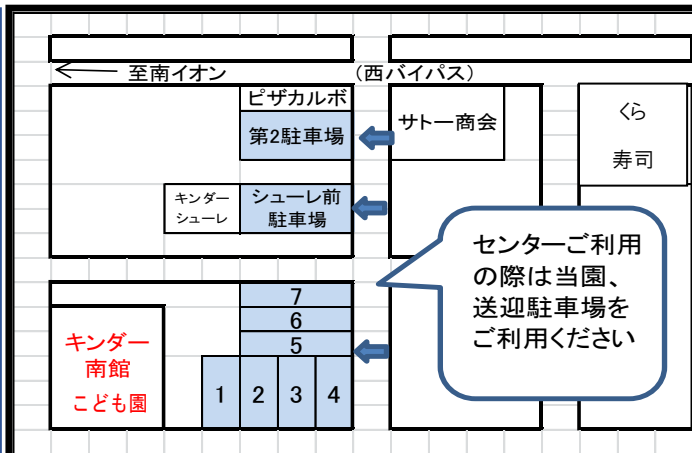 ← 至南イオン (西バイパス)
ピザカルボ
第2駐車場
サトー商会
くら
寿司
キンダー
シューレ
シューレ前
駐車場
センターご利用
の際は当園、
送迎駐車場を
ご利用ください
7
6
5
キンダー
南館
こども園
1 2 3 4